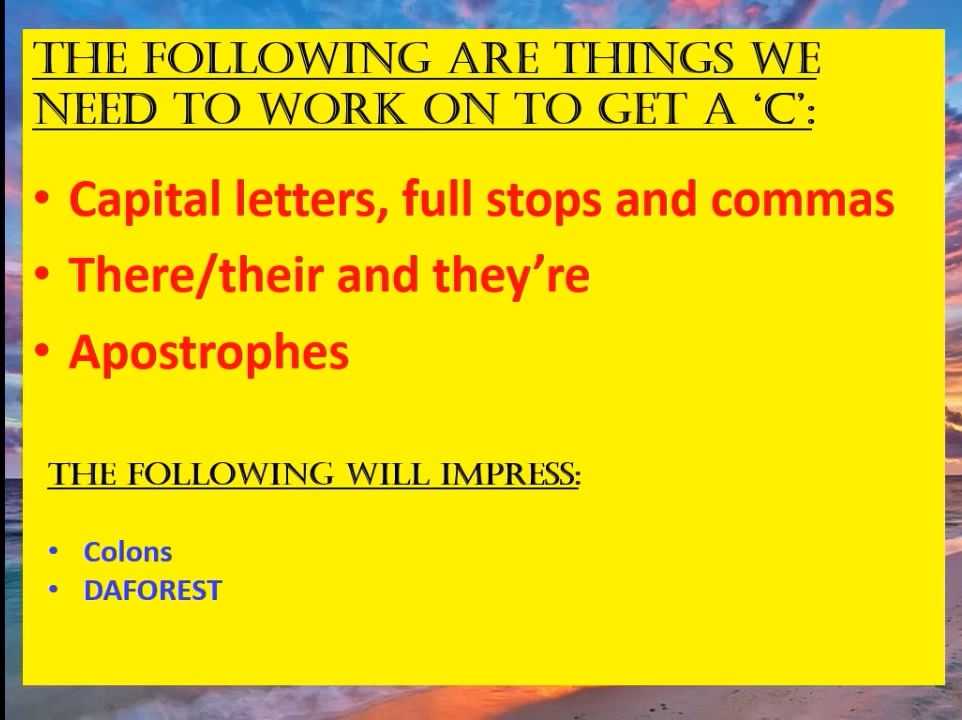 THE FOLLOWING ARE THINGS WE
NEED TO WORK ON TO GET A ‘C’:
• Capital letters, full stops and commas
• There/their and they’re
• Apostrophes
THE FOLLOWING WILL IMPRESS:
• Colons
• DAFOREST